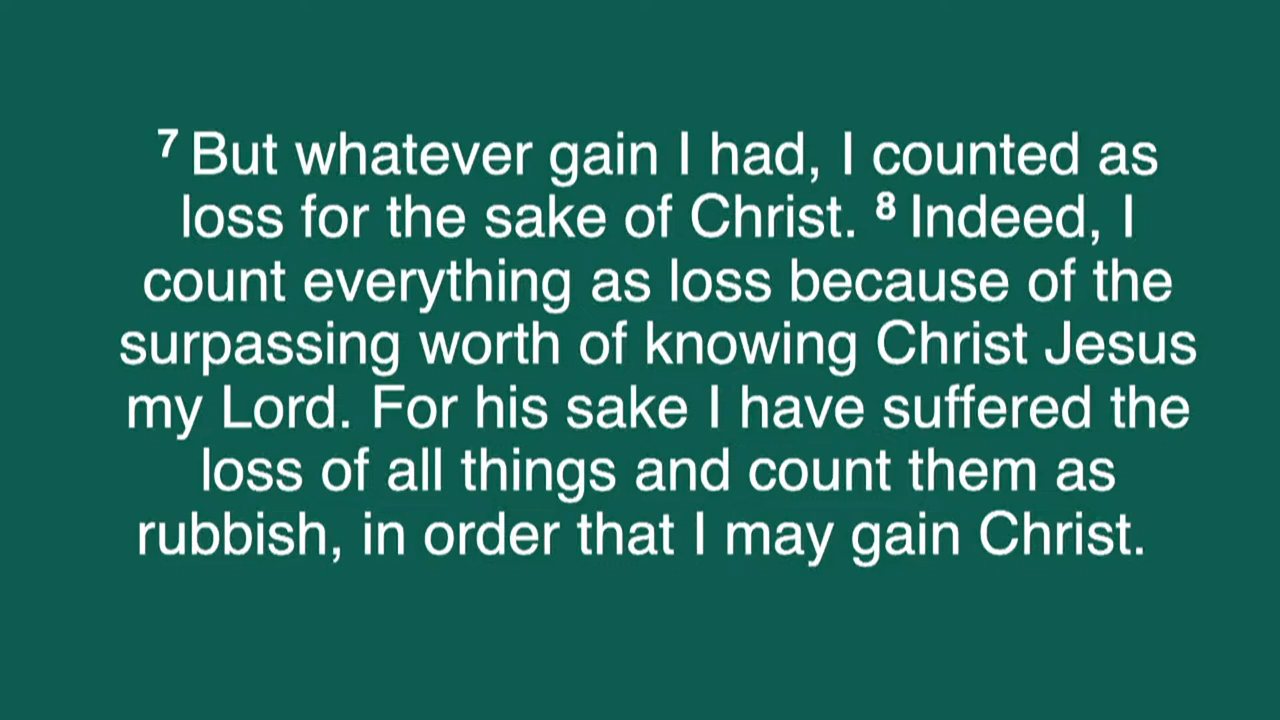 7 But whatever gain I had, I counted as
loss for the sake of Christ. 8 Indeed, I
count everything as loss because of the
surpassing worth of knowing Christ Jesus
my Lord. For his sake I have suffered the
loss of all things and count them as
rubbish, in order that I may gain Christ.